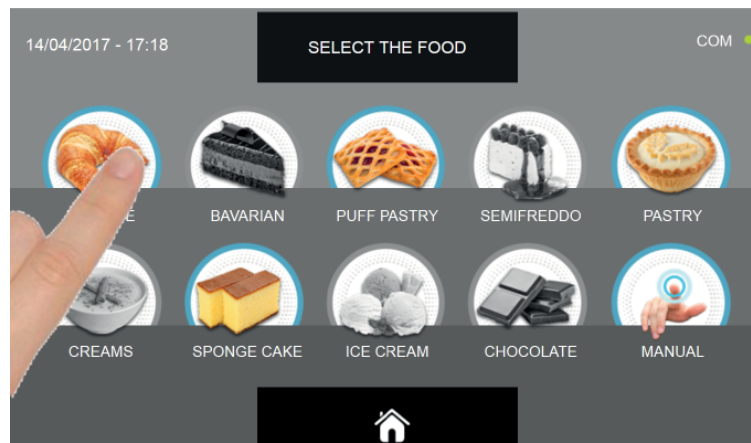 14/04/2017 - 17:18
SELECT THE FOOD
COM
BAVARIAN
PUFF PASTRY
SEMIFREDDO
PASTRY
CREAMS
SPONGE CAKE
ICE CREAM
CHOCOLATE
MANUAL